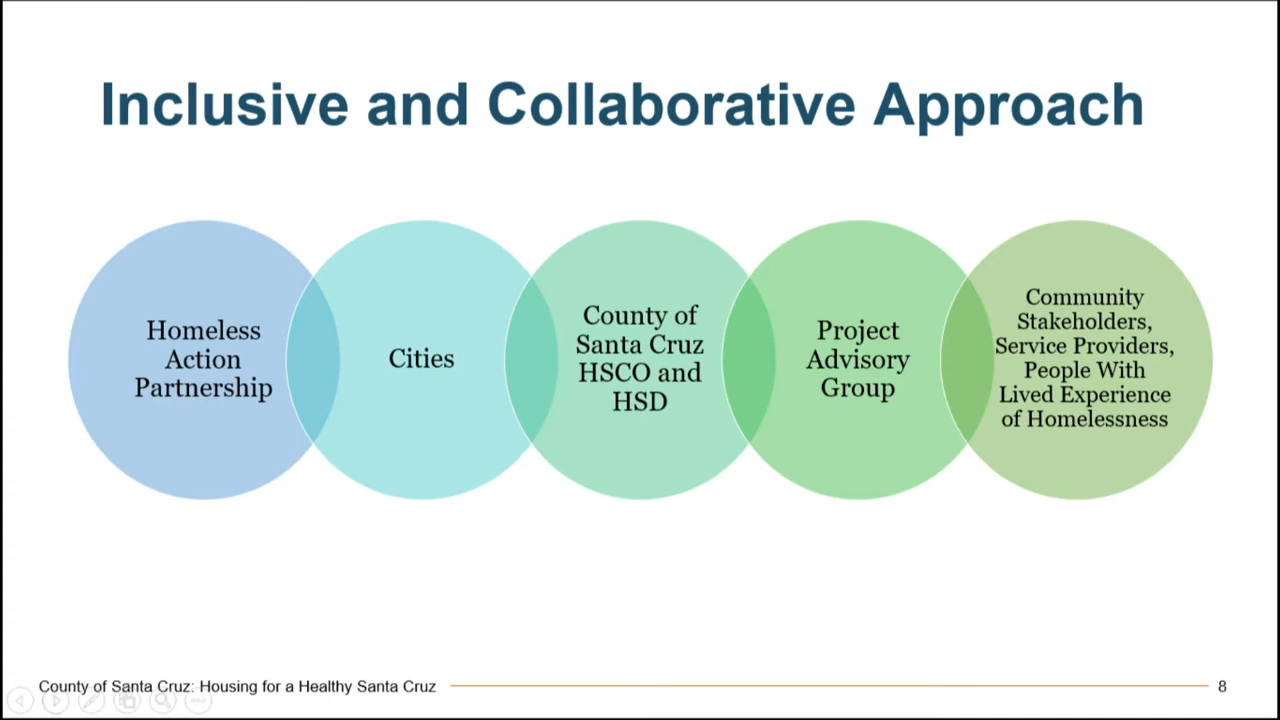 Inclusive and Collaborative Approach
Homeless
Action
Partnership
Cities
County of
Santa Cruz
HSCO and
HSD
Project
Advisory
Group
Community
Stakeholders,
Service Providers,
People With
Lived Experience
of Homelessness
County of Santa Cruz: Housing for a Healthy Santa Cruz
8